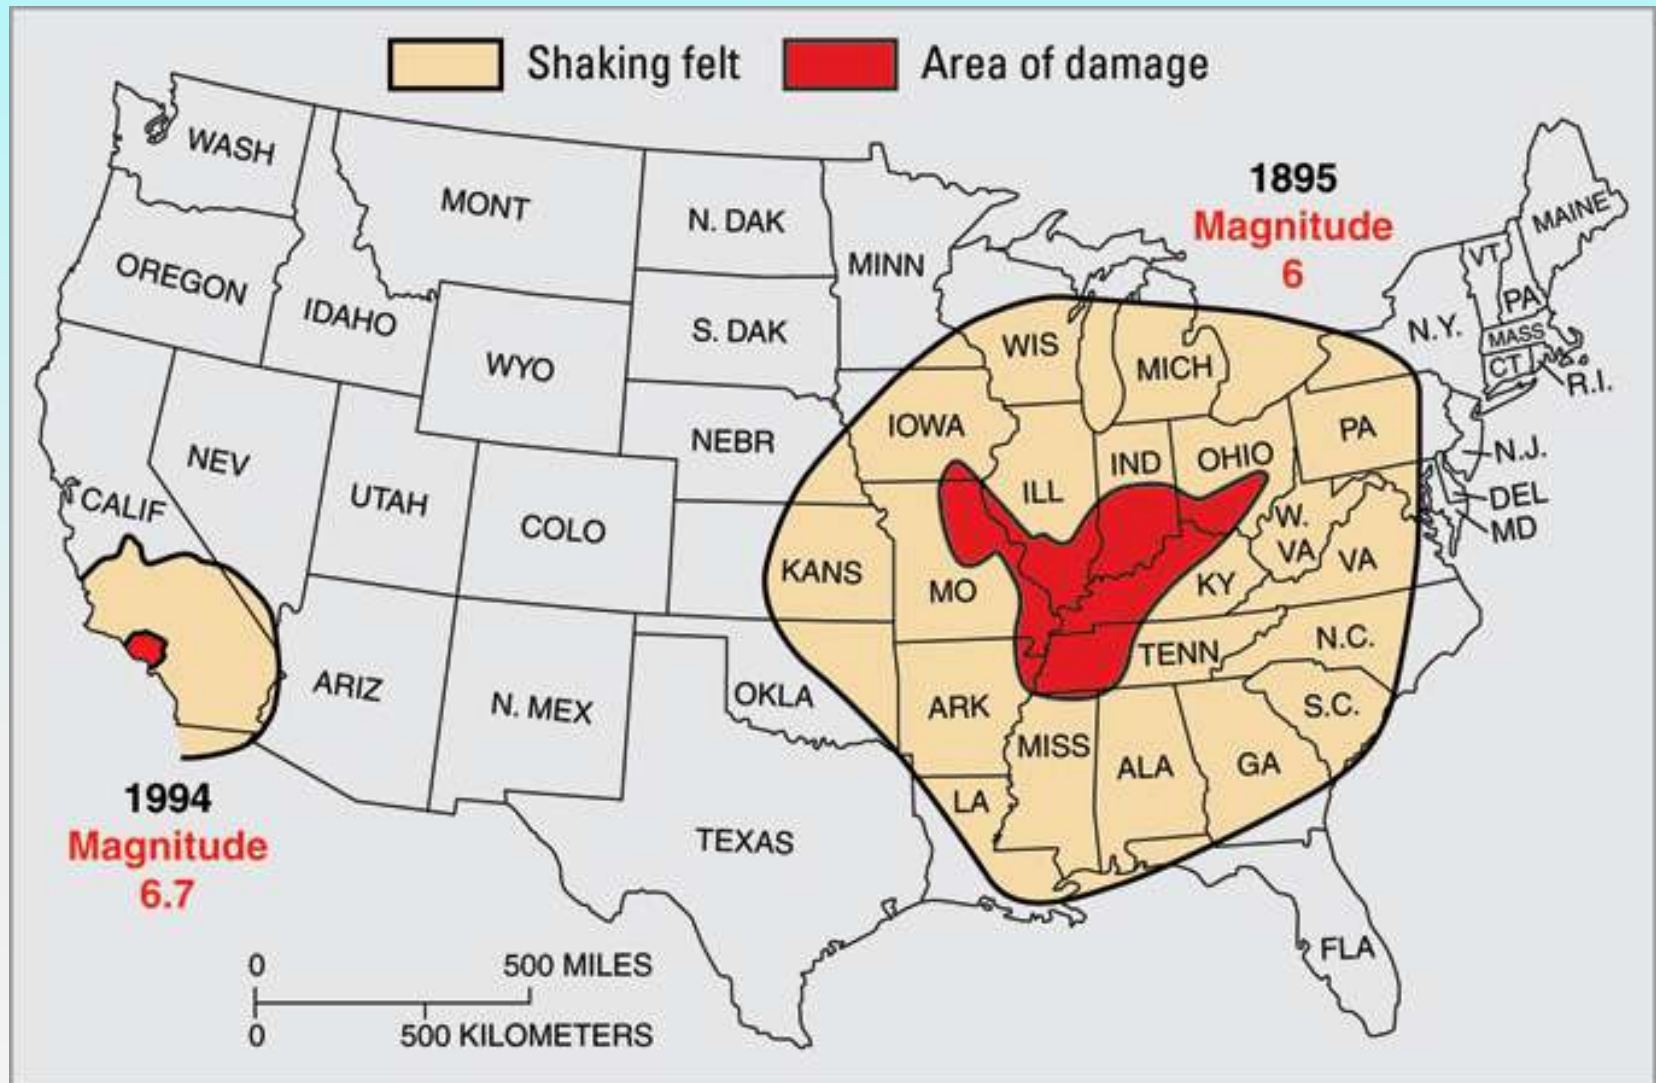 Shaking felt
Area of damage
WASH
MONT
N. DAK
MINN
1895
Magnitude
6
MAINE
VT
PA
OREGON
IDAHO
WYO
S. DAK
WIS
MICH
N.Y.
MASS
CT
R.I.
NEV
UTAH
COLO
NEBR
IOWA
ILL
IND
OHIO
PA
N.J.
DEL
MD
CALIF
KANS
MO
KY
W.
VA
VA
ARIZ
N. MEX
OKLA
ARK
TENN
N.C.
S.C.
MISS
ALA
GA
LA
TEXAS
FLA
1994
Magnitude
6.7
0
500 MILES
0
500 KILOMETERS